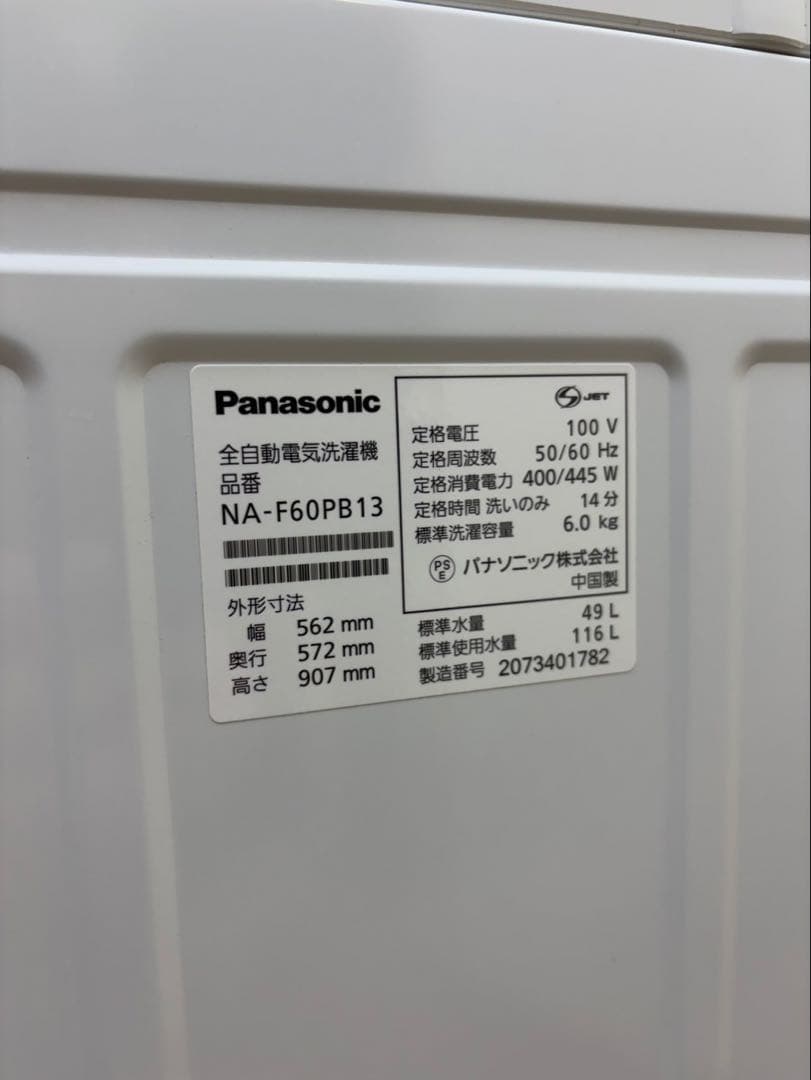 Panasonic
全自動電気洗濯機
品番
NA-F60PB13
外形寸法
幅 562 mm
奥行 572 mm
高さ 907 mm
JET
定格電圧 100 V
定格周波数 50/60 Hz
定格消費電力 400/445 W
定格時間 洗いのみ 14 分
標準洗濯容量 6.0 kg
PS
E
パナソニック株式会社
中国製
標準水量 49 L
標準使用水量 116 L
製造番号 2073401782